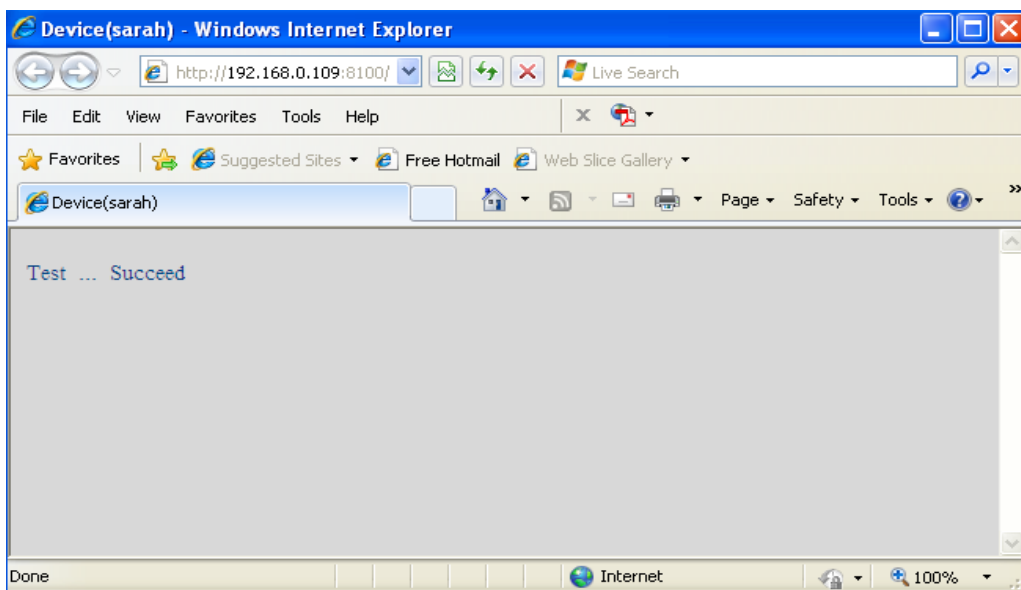 Device(sarah) - Windows Internet Explorer
http://192.168.0.109:8100/ Live Search
File Edit View Favorites Tools Help
Favorites Suggested Sites Free Hotmail Web Slice Gallery
Device(sarah) Page Safety Tools »
Test ... Succeed
Done Internet 100%